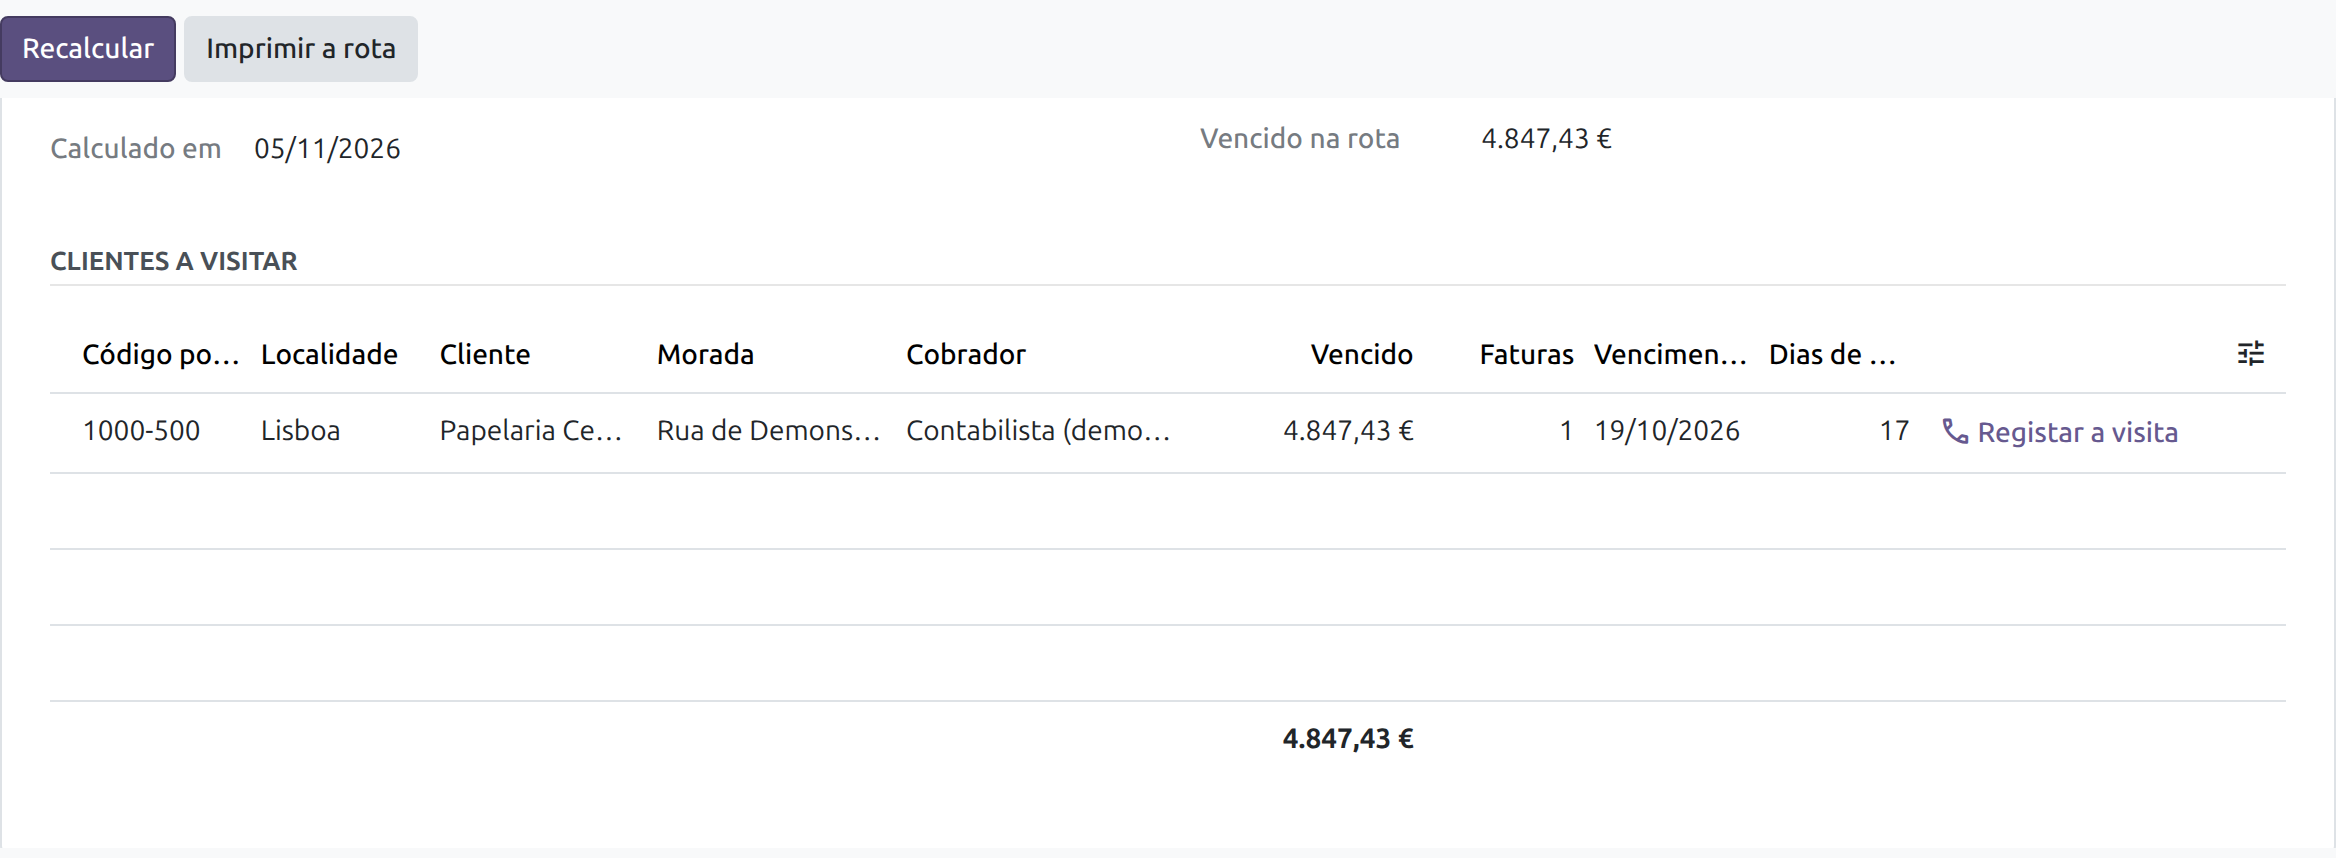 Recalcular Imprimir a rota
Calculado em 05/11/2026 Vencido na rota 4.847,43 €
CLIENTES A VISITAR
Código po… Localidade Cliente Morada Cobrador Vencido Faturas Vencimen… Dias de …
1000-500 Lisboa Papelaria Ce… Rua de Demons… Contabilista (demo… 4.847,43 € 1 19/10/2026 17 Registar a visita
4.847,43 €